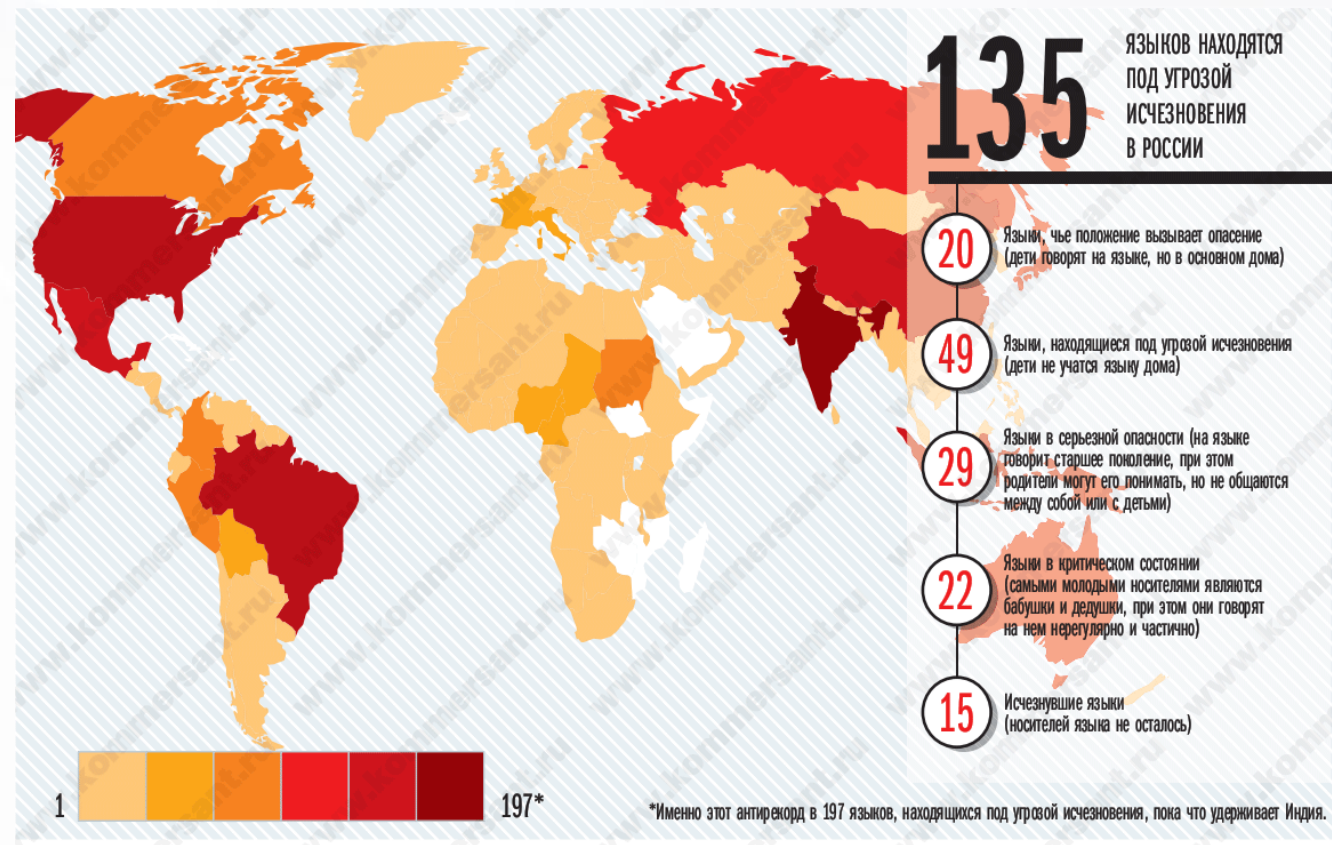 135
ЯЗЫКОВ НАХОДЯТСЯ
ПОД УГРОЗОЙ
ИСЧЕЗНОВЕНИЯ
В РОССИИ
20
Языки, чье положение вызывает опасение
(дети говорят на языке, но в основном дома)
49
Языки, находящиеся под угрозой исчезновения
(дети не учатся языку дома)
29
Языки в серьезной опасности (на языке
говорит старшее поколение, при этом
родители могут его понимать, но не общаются
между собой или с детьми)
22
Языки в критическом состоянии
(самыми молодыми носителями являются
бабушки и дедушки, при этом они говорят
на нем нерегулярно и частично)
15
Исчезнувшие языки
(носителей языка не осталось)
1
197*
*Именно этот антирекорд в 197 языков, находящихся под угрозой исчезновения, пока что удерживает Индия.
www.kommersant.ru